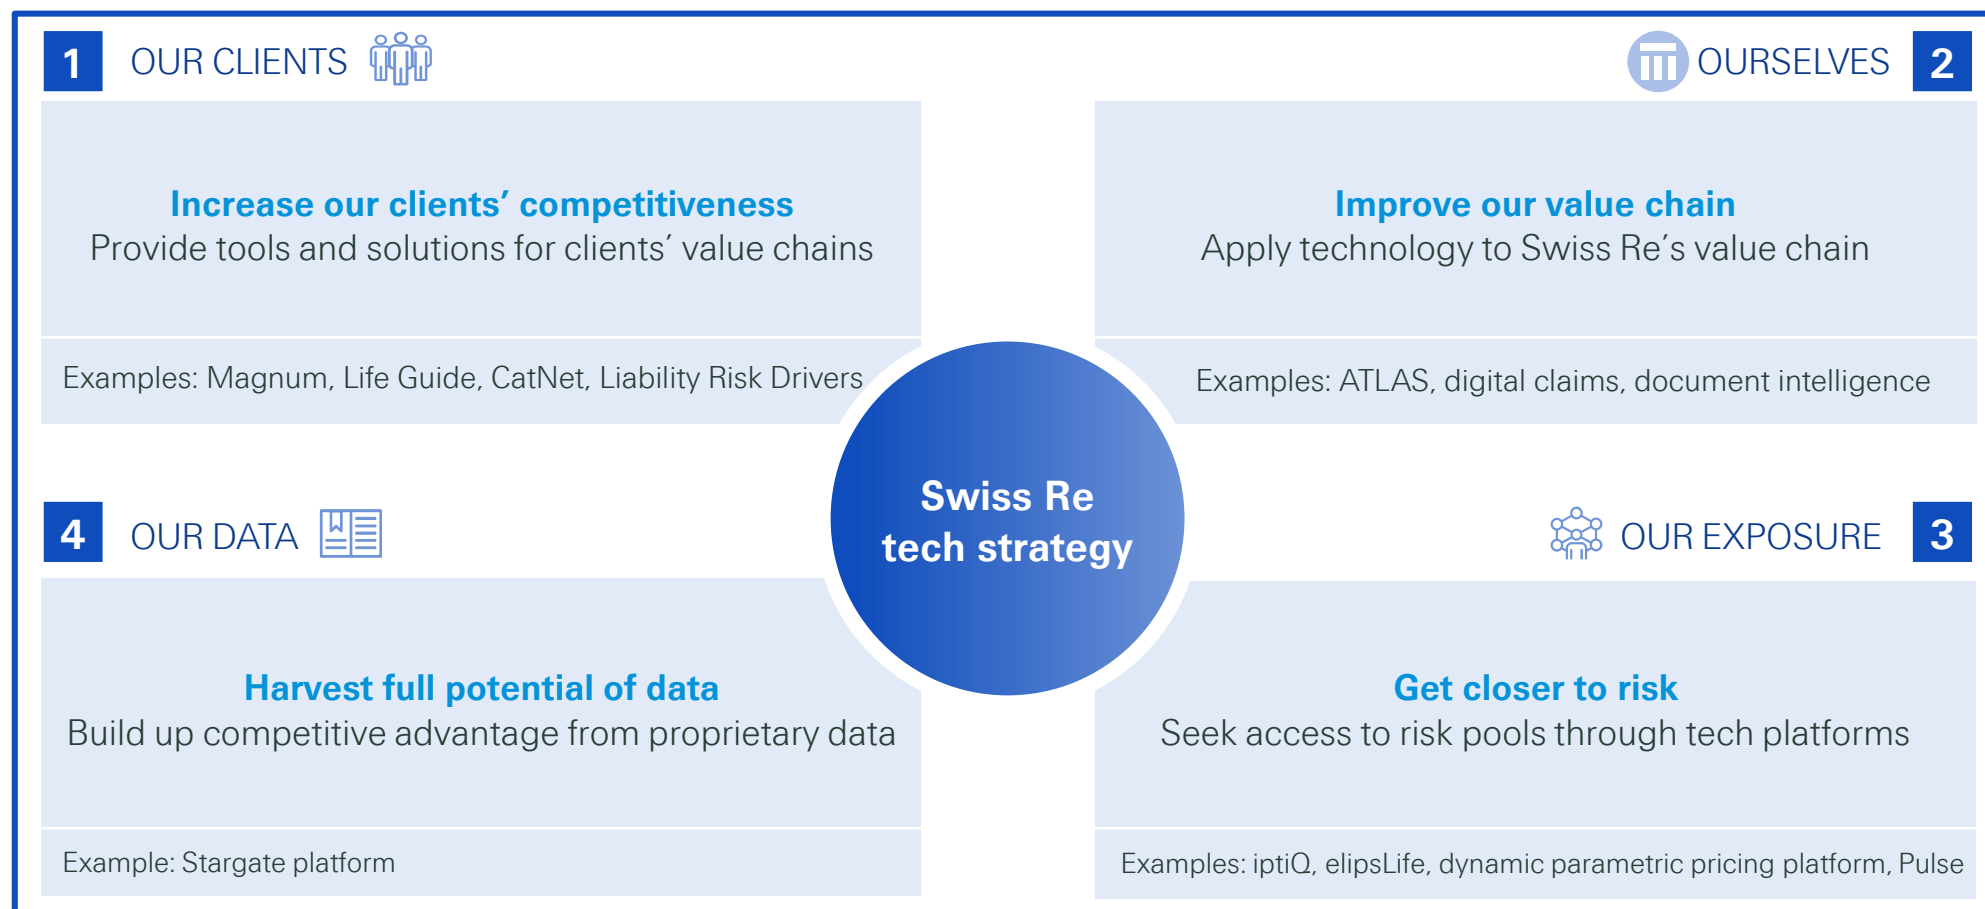 1 OUR CLIENTS
Increase our clients’ competitiveness
Provide tools and solutions for clients’ value chains
Examples: Magnum, Life Guide, CatNet, Liability Risk Drivers
OURSELVES 2
Improve our value chain
Apply technology to Swiss Re’s value chain
Examples: ATLAS, digital claims, document intelligence
Swiss Re
tech strategy
OUR EXPOSURE 3
Get closer to risk
Seek access to risk pools through tech platforms
Examples: iptiQ, elipsLife, dynamic parametric pricing platform, Pulse
4 OUR DATA
Harvest full potential of data
Build up competitive advantage from proprietary data
Example: Stargate platform